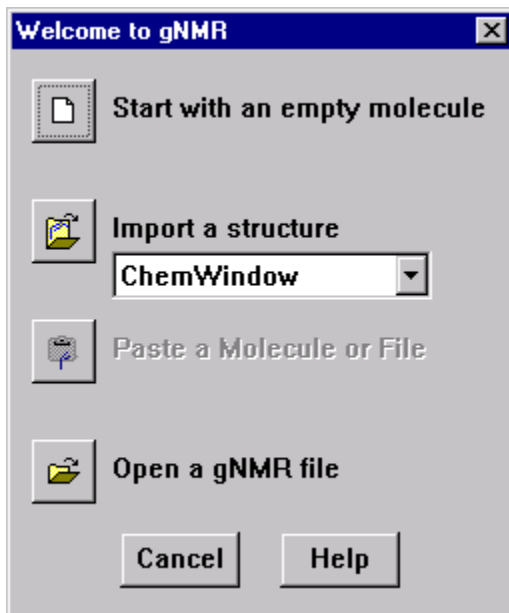 Welcome to gNMR
Start with an empty molecule
Import a structure
ChemWindow
Paste a Molecule or File
Open a gNMR file
Cancel Help